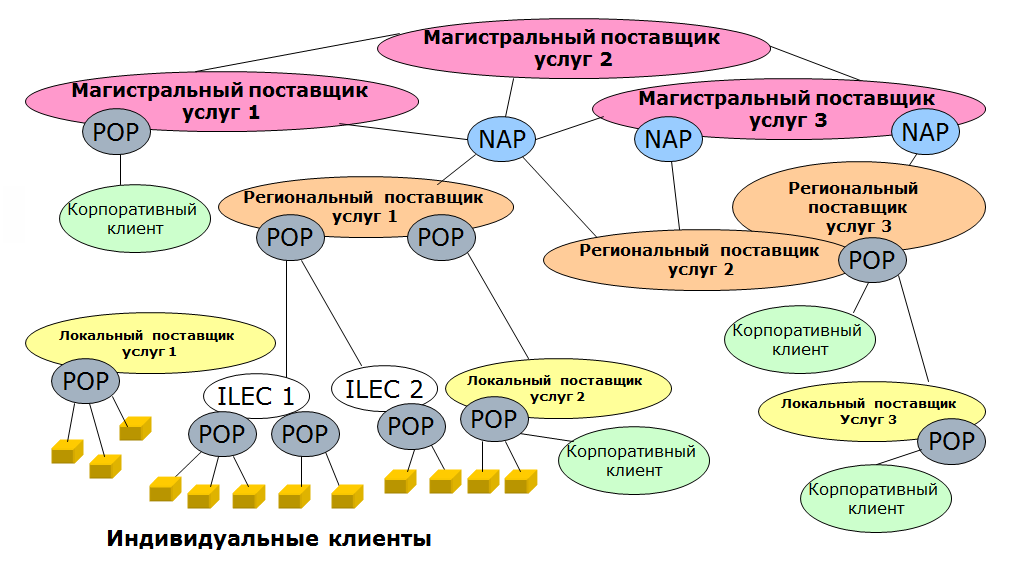 Магистральный поставщик
услуг 2
Магистральный поставщик
услуг 1
Магистральный поставщик
услуг 3
POP
NAP
NAP
NAP
Корпоративный
клиент
Региональный поставщик
услуг 1
Региональный
поставщик
услуг 3
POP
POP
Региональный поставщик
услуг 2
POP
Корпоративный
клиент
Локальный поставщик
услуг 1
POP
ILEC 1
ILEC 2
Локальный поставщик
услуг 2
Локальный поставщик
Услуг 3
POP
POP
POP
POP
POP
Корпоративный
клиент
Корпоративный
клиент
Индивидуальные клиенты